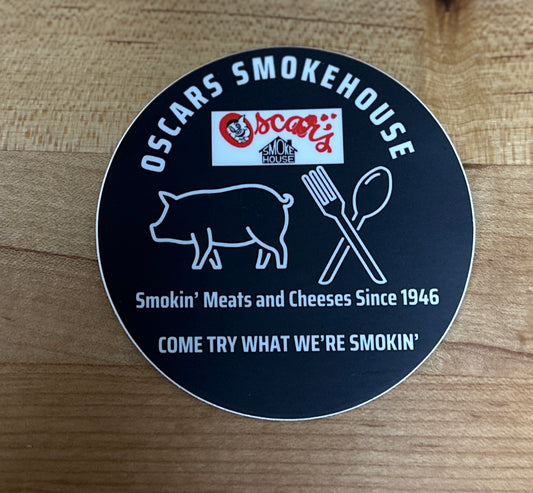 OSCARS SMOKEHOUSE
Oscar's
SMOKE
HOUSE
Smokin' Meats and Cheeses Since 1946
COME TRY WHAT WE'RE SMOKIN'